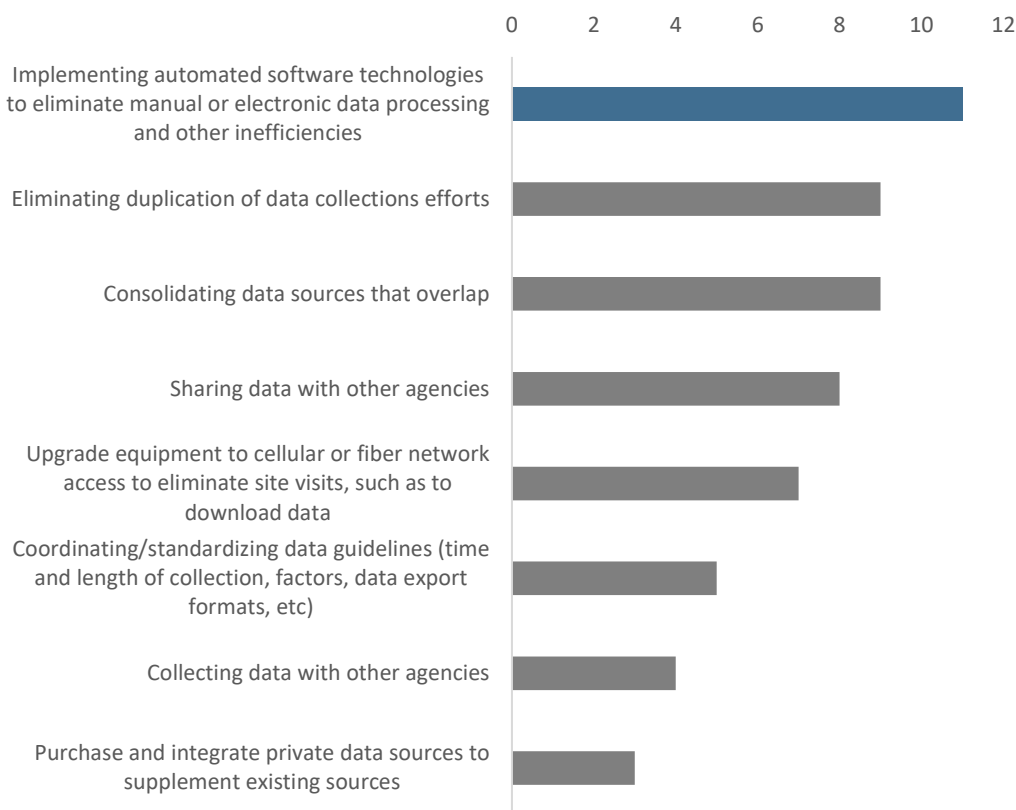 0 2 4 6 8 10 12
Implementing automated software technologies
to eliminate manual or electronic data processing
and other inefficiencies
Eliminating duplication of data collections efforts
Consolidating data sources that overlap
Sharing data with other agencies
Upgrade equipment to cellular or fiber network
access to eliminate site visits, such as to
download data
Coordinating/standardizing data guidelines (time
and length of collection, factors, data export
formats, etc)
Collecting data with other agencies
Purchase and integrate private data sources to
supplement existing sources